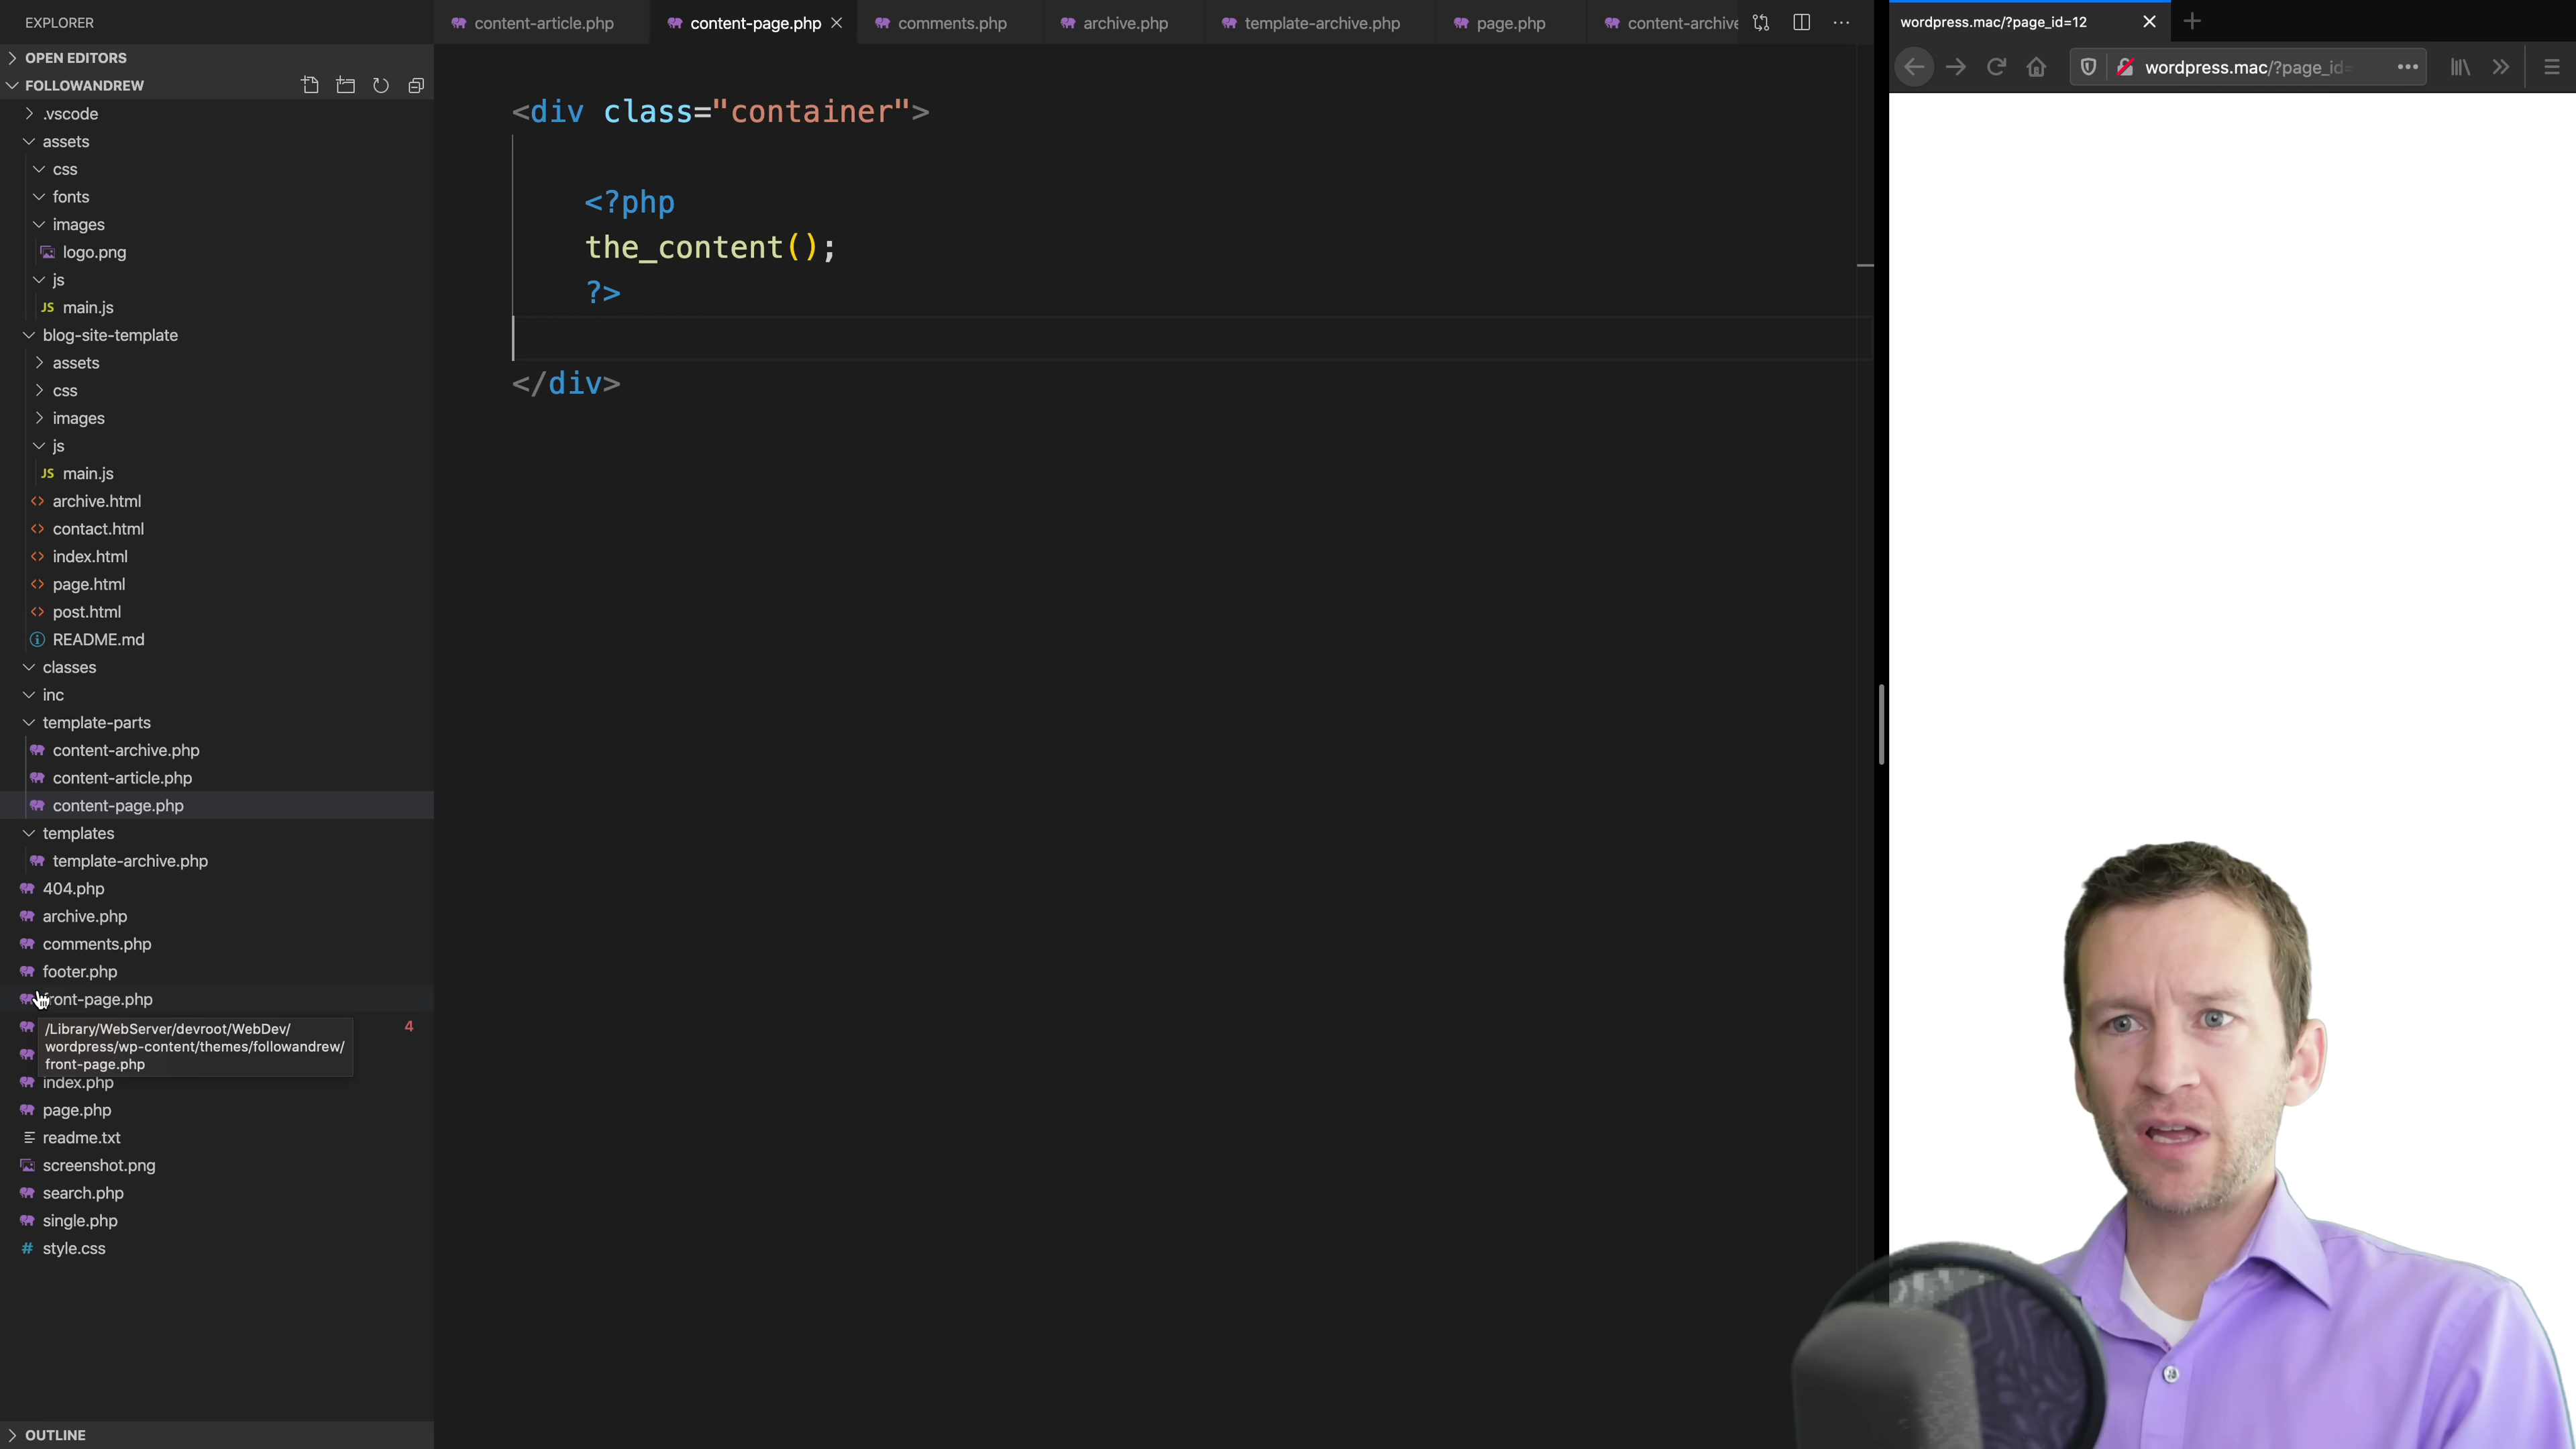 EXPLORER
OPEN EDITORS
FOLLOWANDREW
.vscode
assets
css
fonts
images
logo.png
js
JS main.js
blog-site-template
assets
css
images
js
JS main.js
<> archive.html
<> contact.html
<> index.html
<> page.html
<> post.html
README.md
classes
inc
template-parts
content-archive.php
content-article.php
content-page.php
templates
template-archive.php
404.php
archive.php
comments.php
footer.php
front-page.php
4
/Library/WebServer/devroot/WebDev/
wordpress/wp-content/themes/followandrew/
front-page.php
index.php
page.php
readme.txt
screenshot.png
search.php
single.php
# style.css
OUTLINE
content-article.php content-page.php comments.php archive.php template-archive.php page.php content-archive
<div class="container">
<?php
the_content();
?>
</div>
wordpress.mac/?page_id=12
wordpress.mac/?page_id=